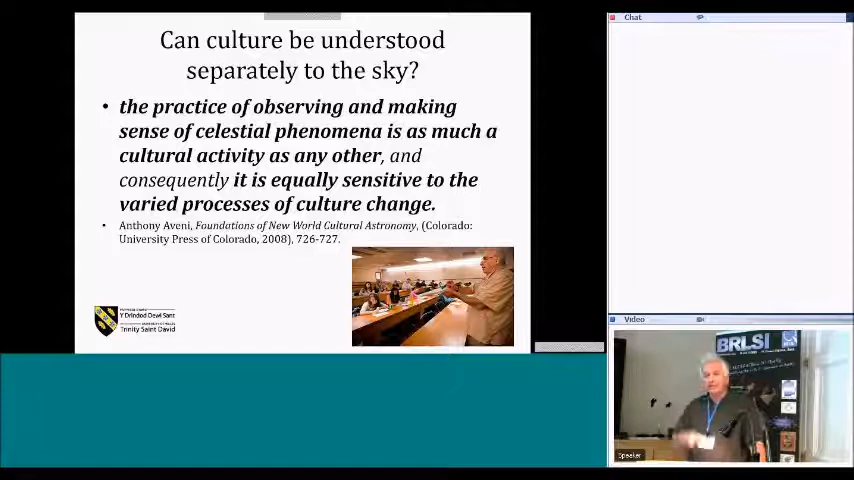 Can culture be understood
separately to the sky?
• the practice of observing and making
sense of celestial phenomena is as much a
cultural activity as any other, and
consequently it is equally sensitive to the
varied processes of culture change.
• Anthony Aveni, Foundations of New World Cultural Astronomy, (Colorado:
University Press of Colorado, 2008), 726-727.
Y Drindod Dewi Sant
Trinity Saint David
Chat
Video
BRLSI
Speaker